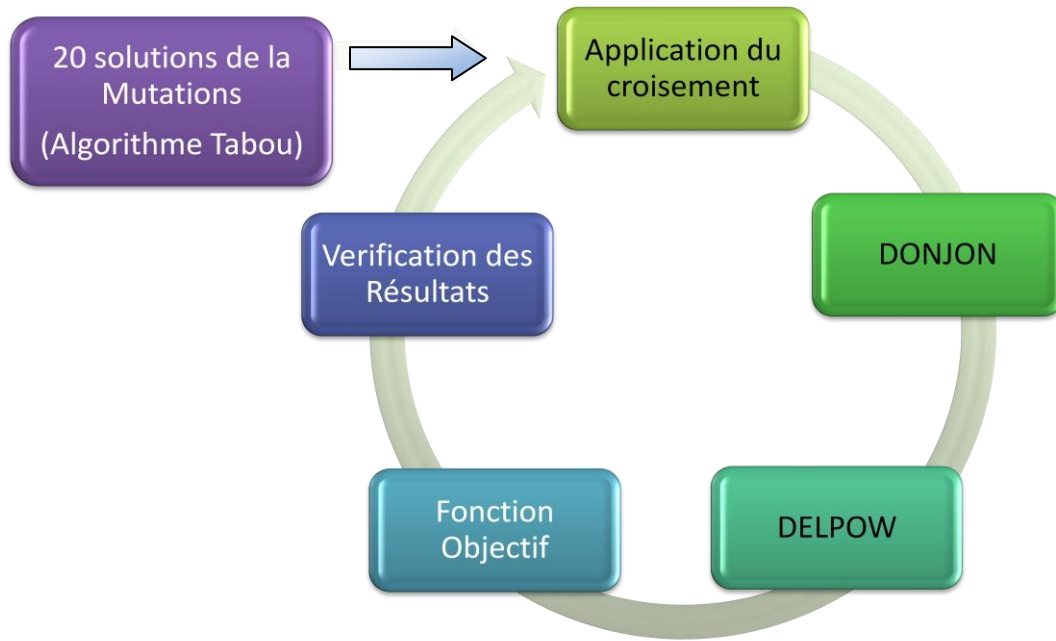 20 solutions de la
Mutations
(Algorithme Tabou)
Application du
croisement
DONJON
DELPOW
Fonction
Objectif
Verification des
Résultats